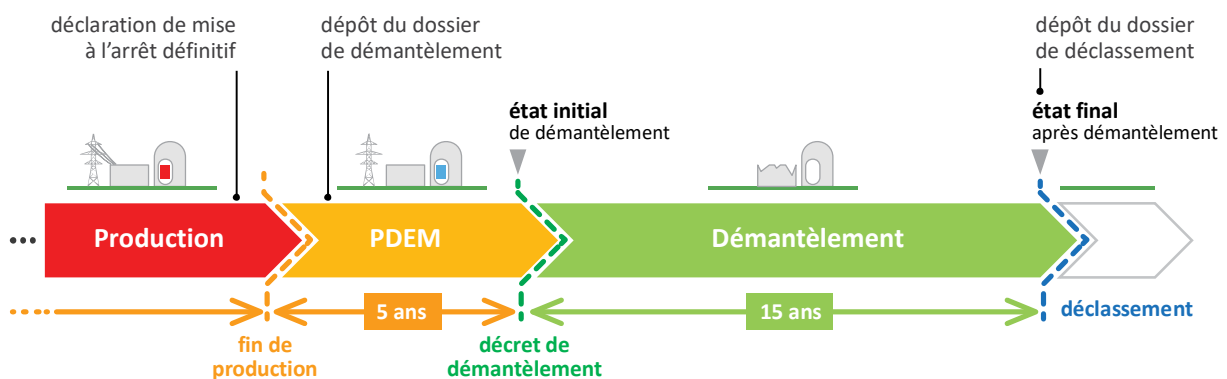 déclaration de mise
à l'arrêt définitif
dépôt du dossier
de démantèlement
dépôt du dossier
de déclassement
état initial
de démantèlement
état final
après démantèlement
Production
PDEM
Démantèlement
5 ans
15 ans
déclassement
fin de
production
décret de
démantèlement